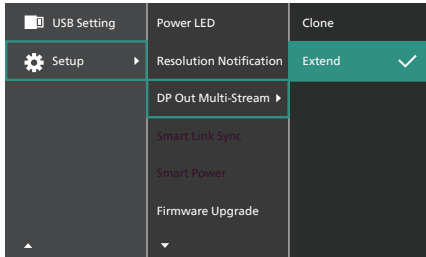 USB Setting
Setup
Power LED
Resolution Notification
DP Out Multi-Stream
Smart Link Sync
Smart Power
Firmware Upgrade
Clone
Extend